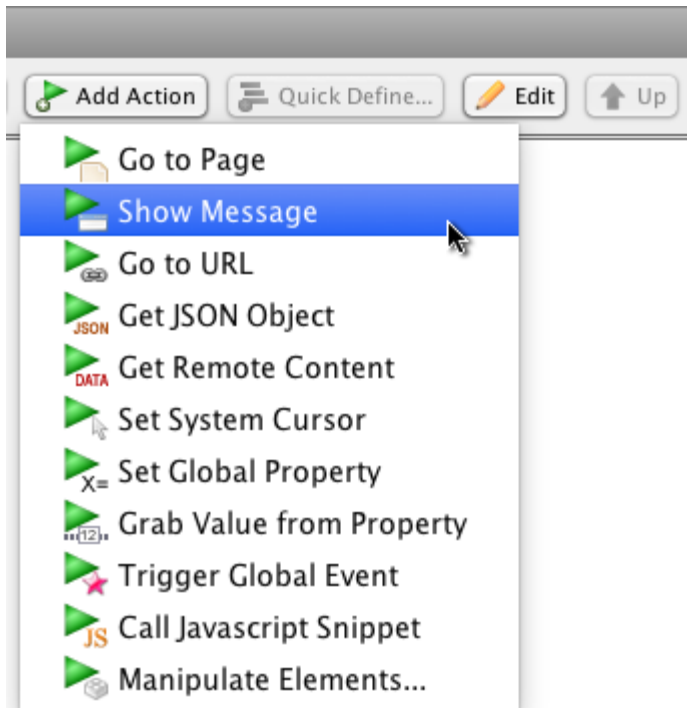 Add Action Quick Define... Edit Up
Go to Page
Show Message
Go to URL
JSON Get JSON Object
DATA Get Remote Content
Set System Cursor
X= Set Global Property
12 Grab Value from Property
Trigger Global Event
JS Call Javascript Snippet
Manipulate Elements...